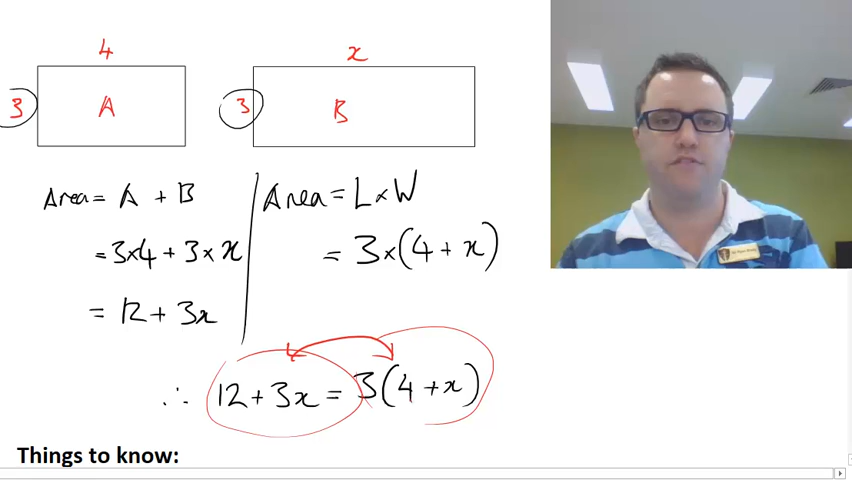 4
x
3
A
3
B
Area = A + B
= 3×4 + 3×x
= 12 + 3x
Area = L×W
= 3×(4 + x)
∴ 12 + 3x = 3(4 + x)
Things to know: